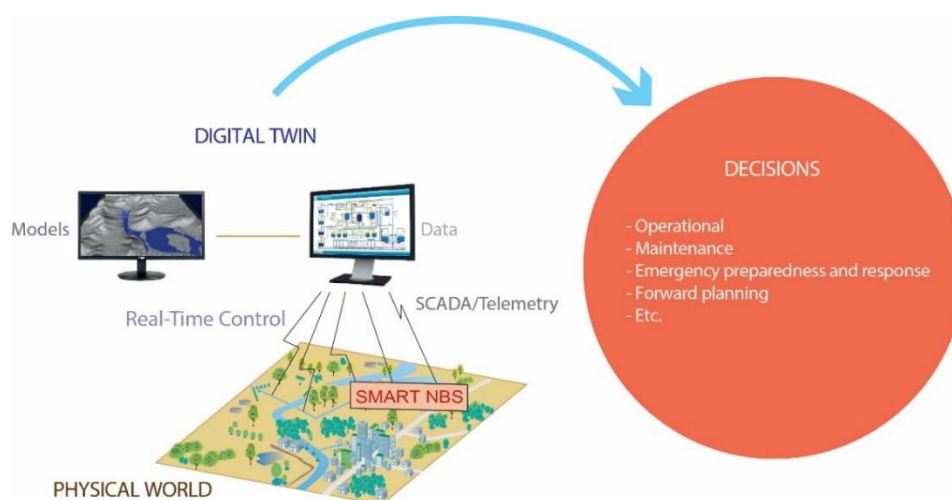 DIGITAL TWIN
Models
Data
Real-Time Control
SCADA/Telemetry
SMART NBS
PHYSICAL WORLD
DECISIONS
- Operational
- Maintenance
- Emergency preparedness and response
- Forward planning
- Etc.